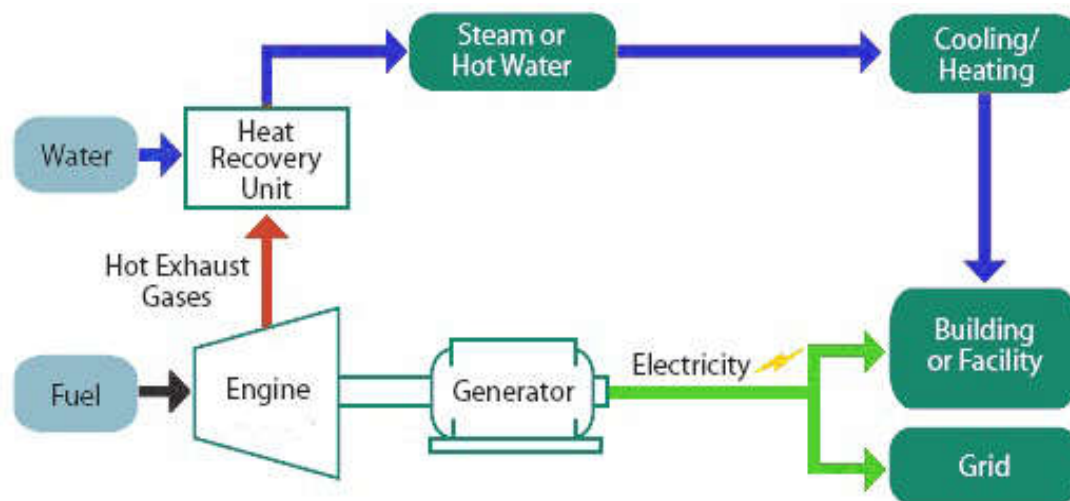 Steam or
Hot Water
Cooling/
Heating
Water
Heat
Recovery
Unit
Hot Exhaust
Gases
Fuel
Engine
Generator
Electricity
Building
or Facility
Grid